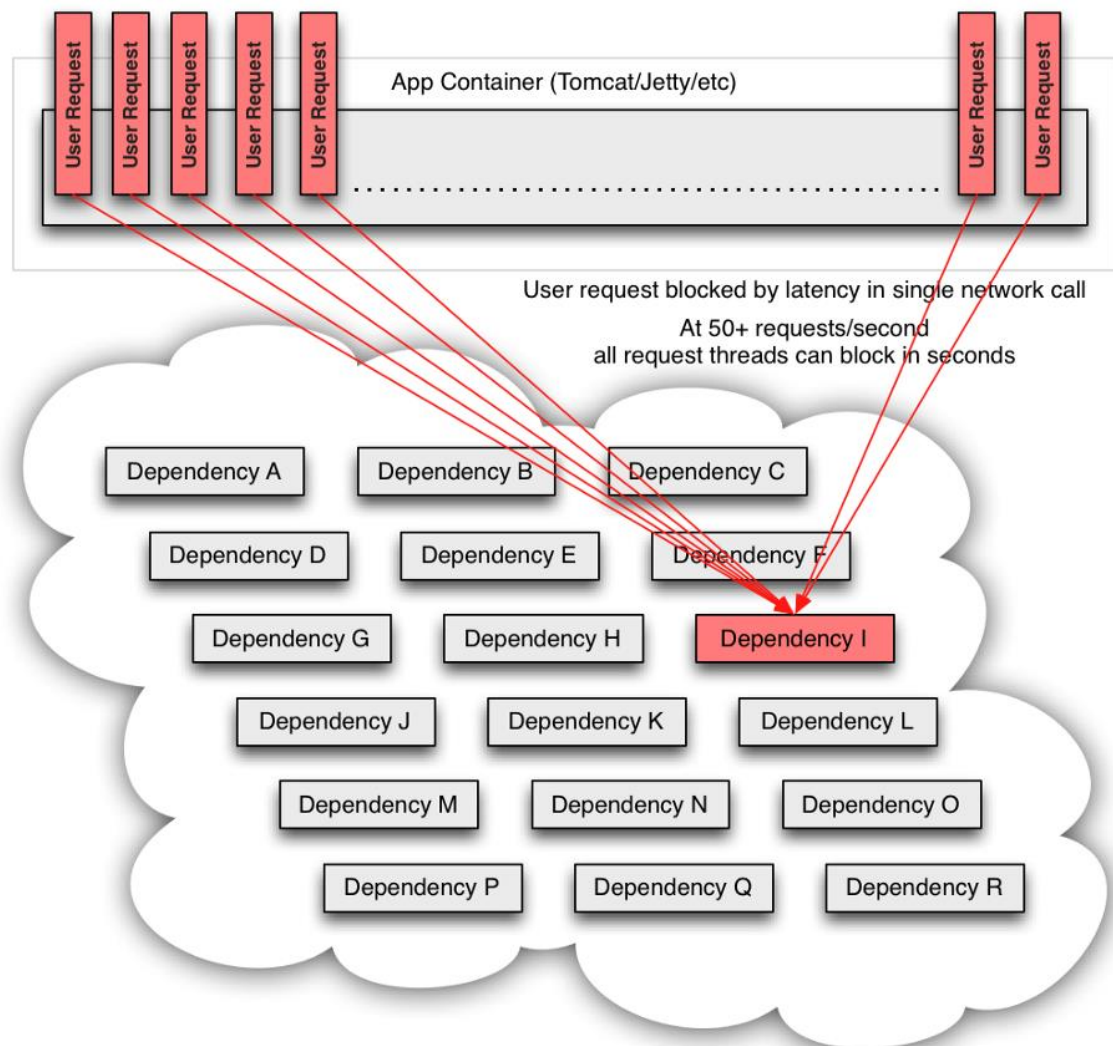 User Request
User Request
User Request
User Request
User Request
User Request
User Request
App Container (Tomcat/Jetty/etc)
User request blocked by latency in single network call
At 50+ requests/second
all request threads can block in seconds
Dependency A
Dependency B
Dependency C
Dependency D
Dependency E
Dependency F
Dependency G
Dependency H
Dependency I
Dependency J
Dependency K
Dependency L
Dependency M
Dependency N
Dependency O
Dependency P
Dependency Q
Dependency R